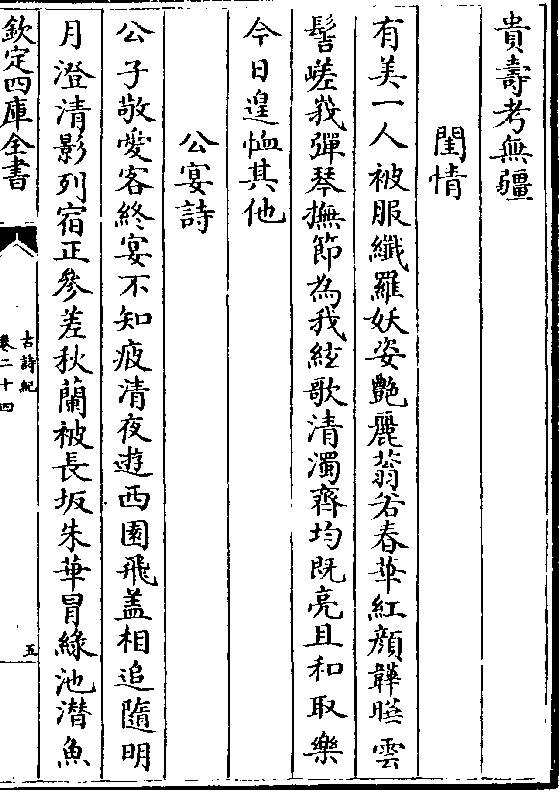 貴壽考無疆
閨情
有美一人被服纖羅妖姿艷麗蓊若春華紅顔韡曄雲
髻嵯峩彈琴撫節為我絃歌清濁齊均既亮且和取樂
今日遑恤其他
公宴詩
公子敬愛客終宴不知疲清夜遊西園飛盖相追隨明
月澄清影列宿正參差秋蘭被長坂朱華冒緑池潛魚
欽定四庫全書
古詩紀
卷二十四
五